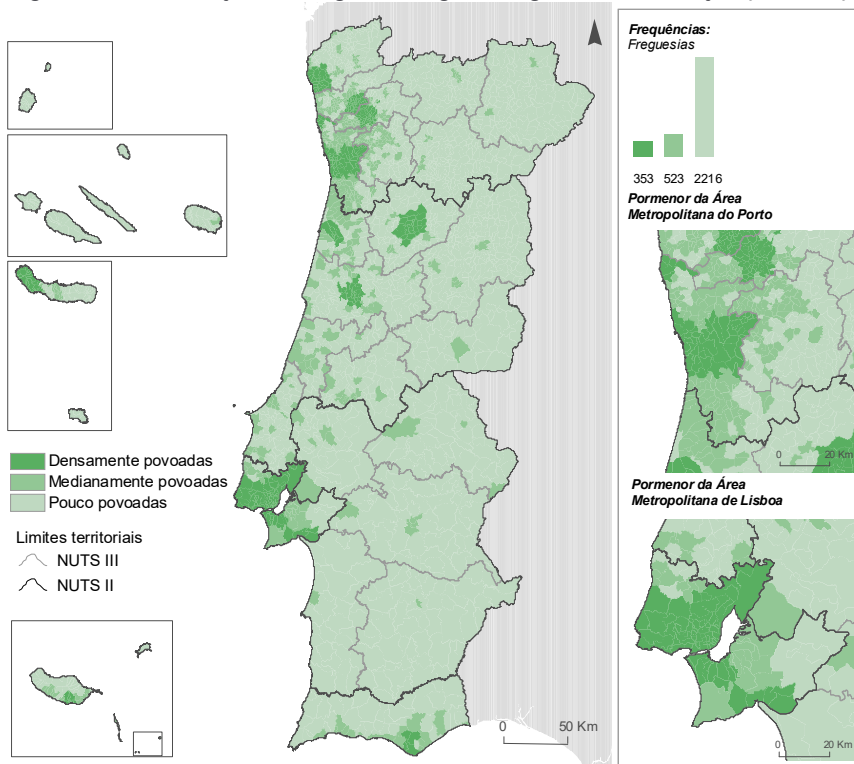 Frequências:
Freguesias
353 523 2216
Pormenor da Área
Metropolitana do Porto
0 20 Km
Densamente povoadas
Medianamente povoadas
Pouco povoadas
Limites territoriais
NUTS III
NUTS II
0 50 Km
Pormenor da Área
Metropolitana de Lisboa
0 20 Km